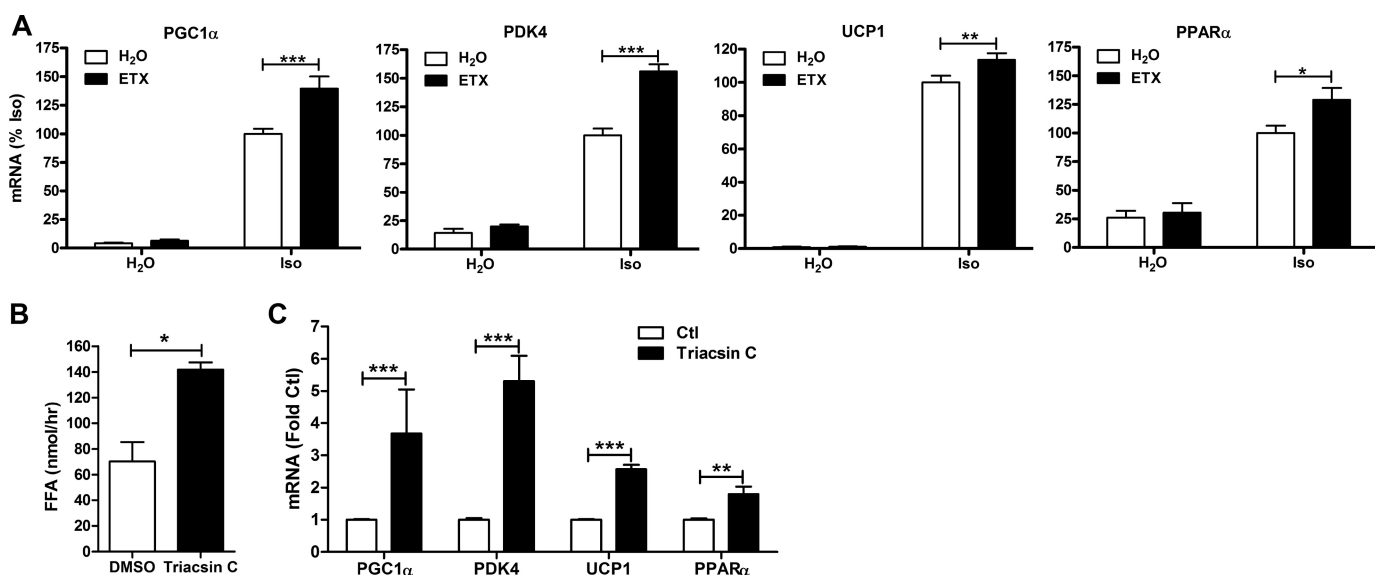 A
PGC1α
PDK4
UCP1
PPARα
mRNA (% Iso)
175
150
125
100
75
50
25
0
H₂O
ETX
***
H₂O
Iso
175
150
125
100
75
50
25
0
H₂O
ETX
***
H₂O
Iso
120
100
80
60
40
20
0
H₂O
ETX
**
H₂O
Iso
175
150
125
100
75
50
25
0
H₂O
ETX
*
H₂O
Iso
B
FFA (nmol/hr)
160
140
120
100
80
60
40
20
0
*
DMSO Triacsin C
C
mRNA (Fold Ctl)
7
6
5
4
3
2
1
0
Ctl
Triacsin C
***
***
***
**
PGC1α PDK4 UCP1 PPARα